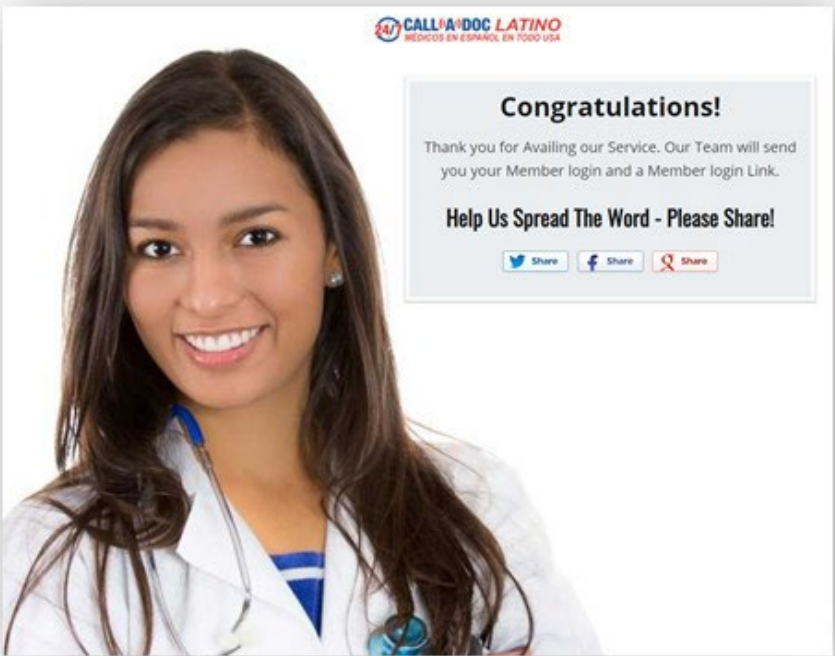 24/7 CALL A DOC LATINO
MÉDICOS EN ESPAÑOL EN TODO USA
Congratulations!
Thank you for Availing our Service. Our Team will send
you your Member login and a Member login Link.
Help Us Spread The Word - Please Share!
Share Share Share